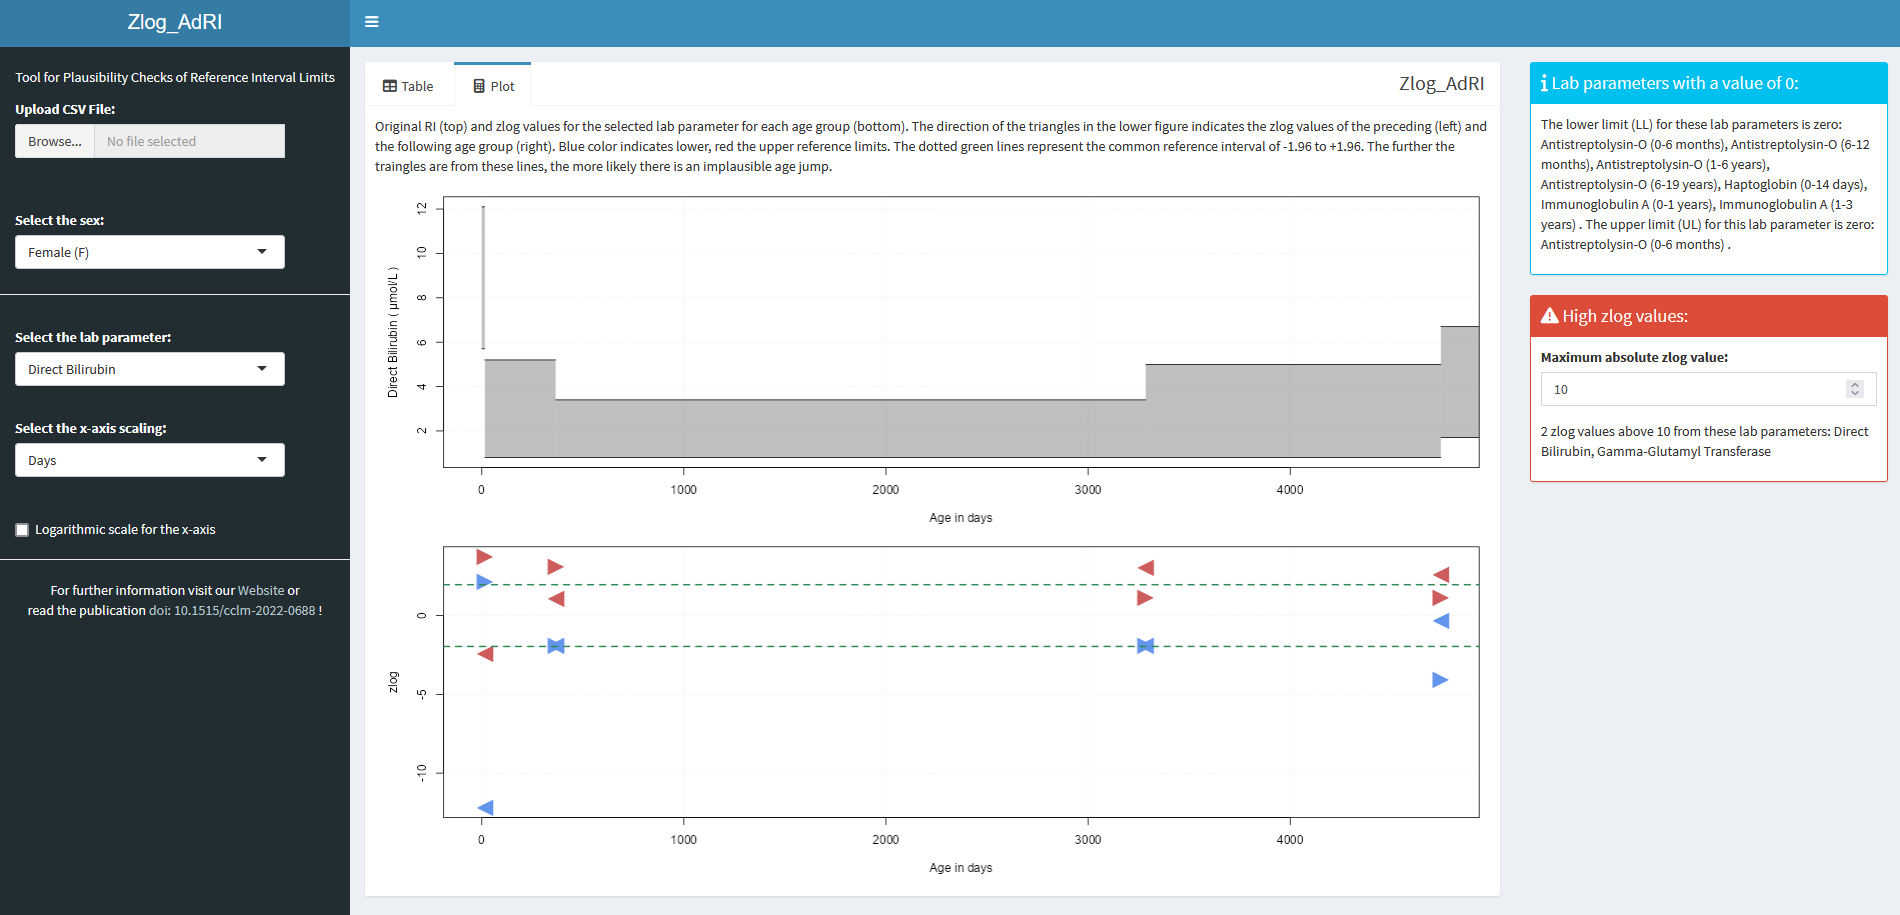 Zlog_AdRI
Tool for Plausibility Checks of Reference Interval Limits
Upload CSV File:
Browse... No file selected
Select the sex:
Female (F)
Select the lab parameter:
Direct Bilirubin
Select the x-axis scaling:
Days
Logarithmic scale for the x-axis
For further information visit our Website or
read the publication doi: 10.1515/cclm-2022-0688 !
Table Plot Zlog_AdRI
Original RI (top) and zlog values for the selected lab parameter for each age group (bottom). The direction of the triangles in the lower figure indicates the zlog values of the preceding (left) and
the following age group (right). Blue color indicates lower, red the upper reference limits. The dotted green lines represent the common reference interval of -1.96 to +1.96. The further the
traingles are from these lines, the more likely there is an implausible age jump.
Direct Bilirubin ( µmol/L )
12
10
8
6
4
2
0 1000 2000 3000 4000
Age in days
zlog
0
-5
-10
0 1000 2000 3000 4000
Age in days
Lab parameters with a value of 0:
The lower limit (LL) for these lab parameters is zero:
Antistreptolysin-O (0-6 months), Antistreptolysin-O (6-12
months), Antistreptolysin-O (1-6 years),
Antistreptolysin-O (6-19 years), Haptoglobin (0-14 days),
Immunoglobulin A (0-1 years), Immunoglobulin A (1-3
years) . The upper limit (UL) for this lab parameter is zero:
Antistreptolysin-O (0-6 months) .
High zlog values:
Maximum absolute zlog value:
10
2 zlog values above 10 from these lab parameters: Direct
Bilirubin, Gamma-Glutamyl Transferase